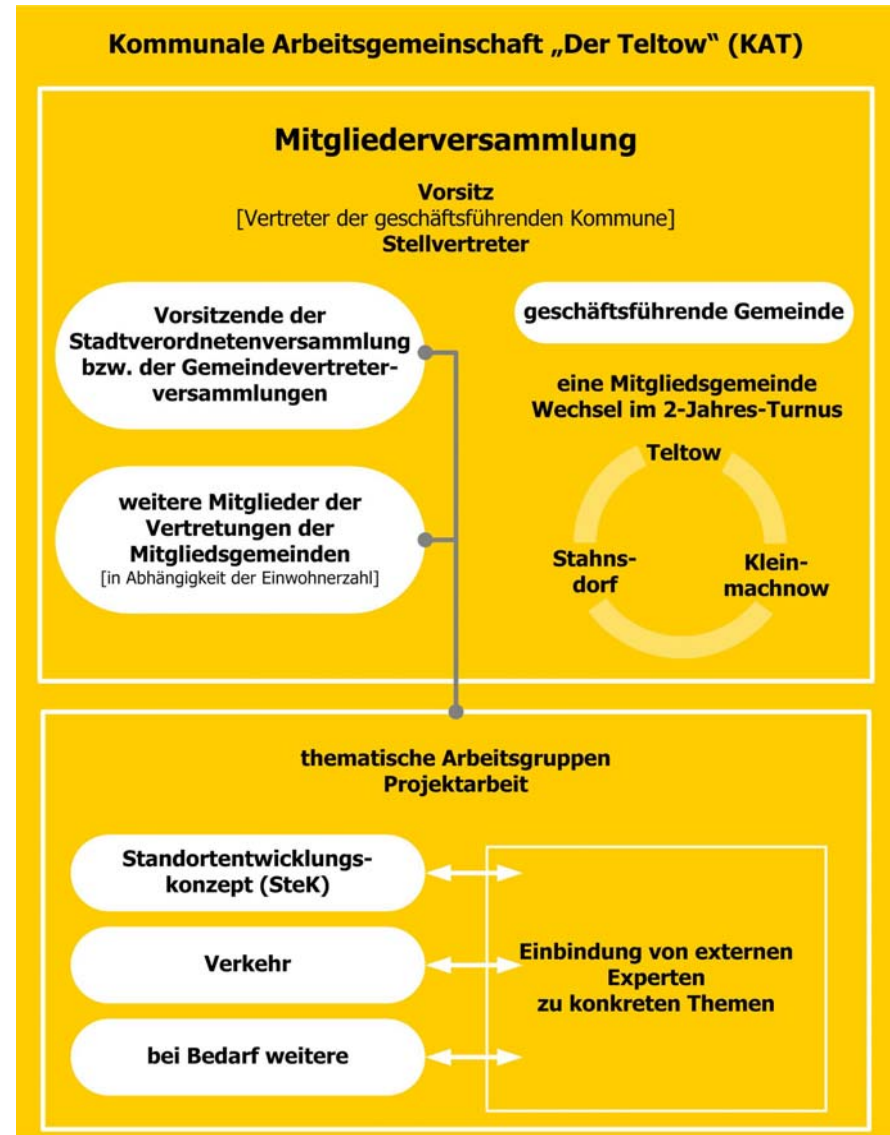 Kommunale Arbeitsgemeinschaft „Der Teltow“ (KAT)
Mitgliederversammlung
Vorsitz
[Vertreter der geschäftsführenden Kommune]
Stellvertreter
Vorsitzende der
Stadtverordnetenversammlung
bzw. der Gemeindevertreter-
versammlungen
weitere Mitglieder der
Vertretungen der
Mitgliedsgemeinden
[in Abhängigkeit der Einwohnerzahl]
geschäftsführende Gemeinde
eine Mitgliedsgemeinde
Wechsel im 2-Jahres-Turnus
Teltow
Stahns-
dorf
Klein-
machnow
thematische Arbeitsgruppen
Projektarbeit
Standortentwicklungs-
konzept (SteK)
Verkehr
bei Bedarf weitere
Einbindung von externen
Experten
zu konkreten Themen